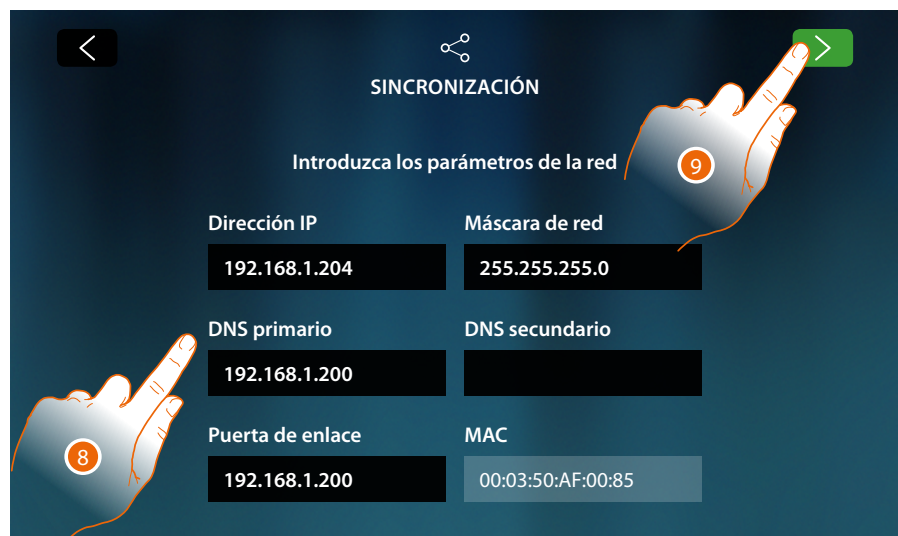 SINCRONIZACIÓN
Introduzca los parámetros de la red
9
Dirección IP
Máscara de red
192.168.1.204
255.255.255.0
DNS primario
DNS secundario
192.168.1.200
Puerta de enlace
MAC
8
192.168.1.200
00:03:50:AF:00:85